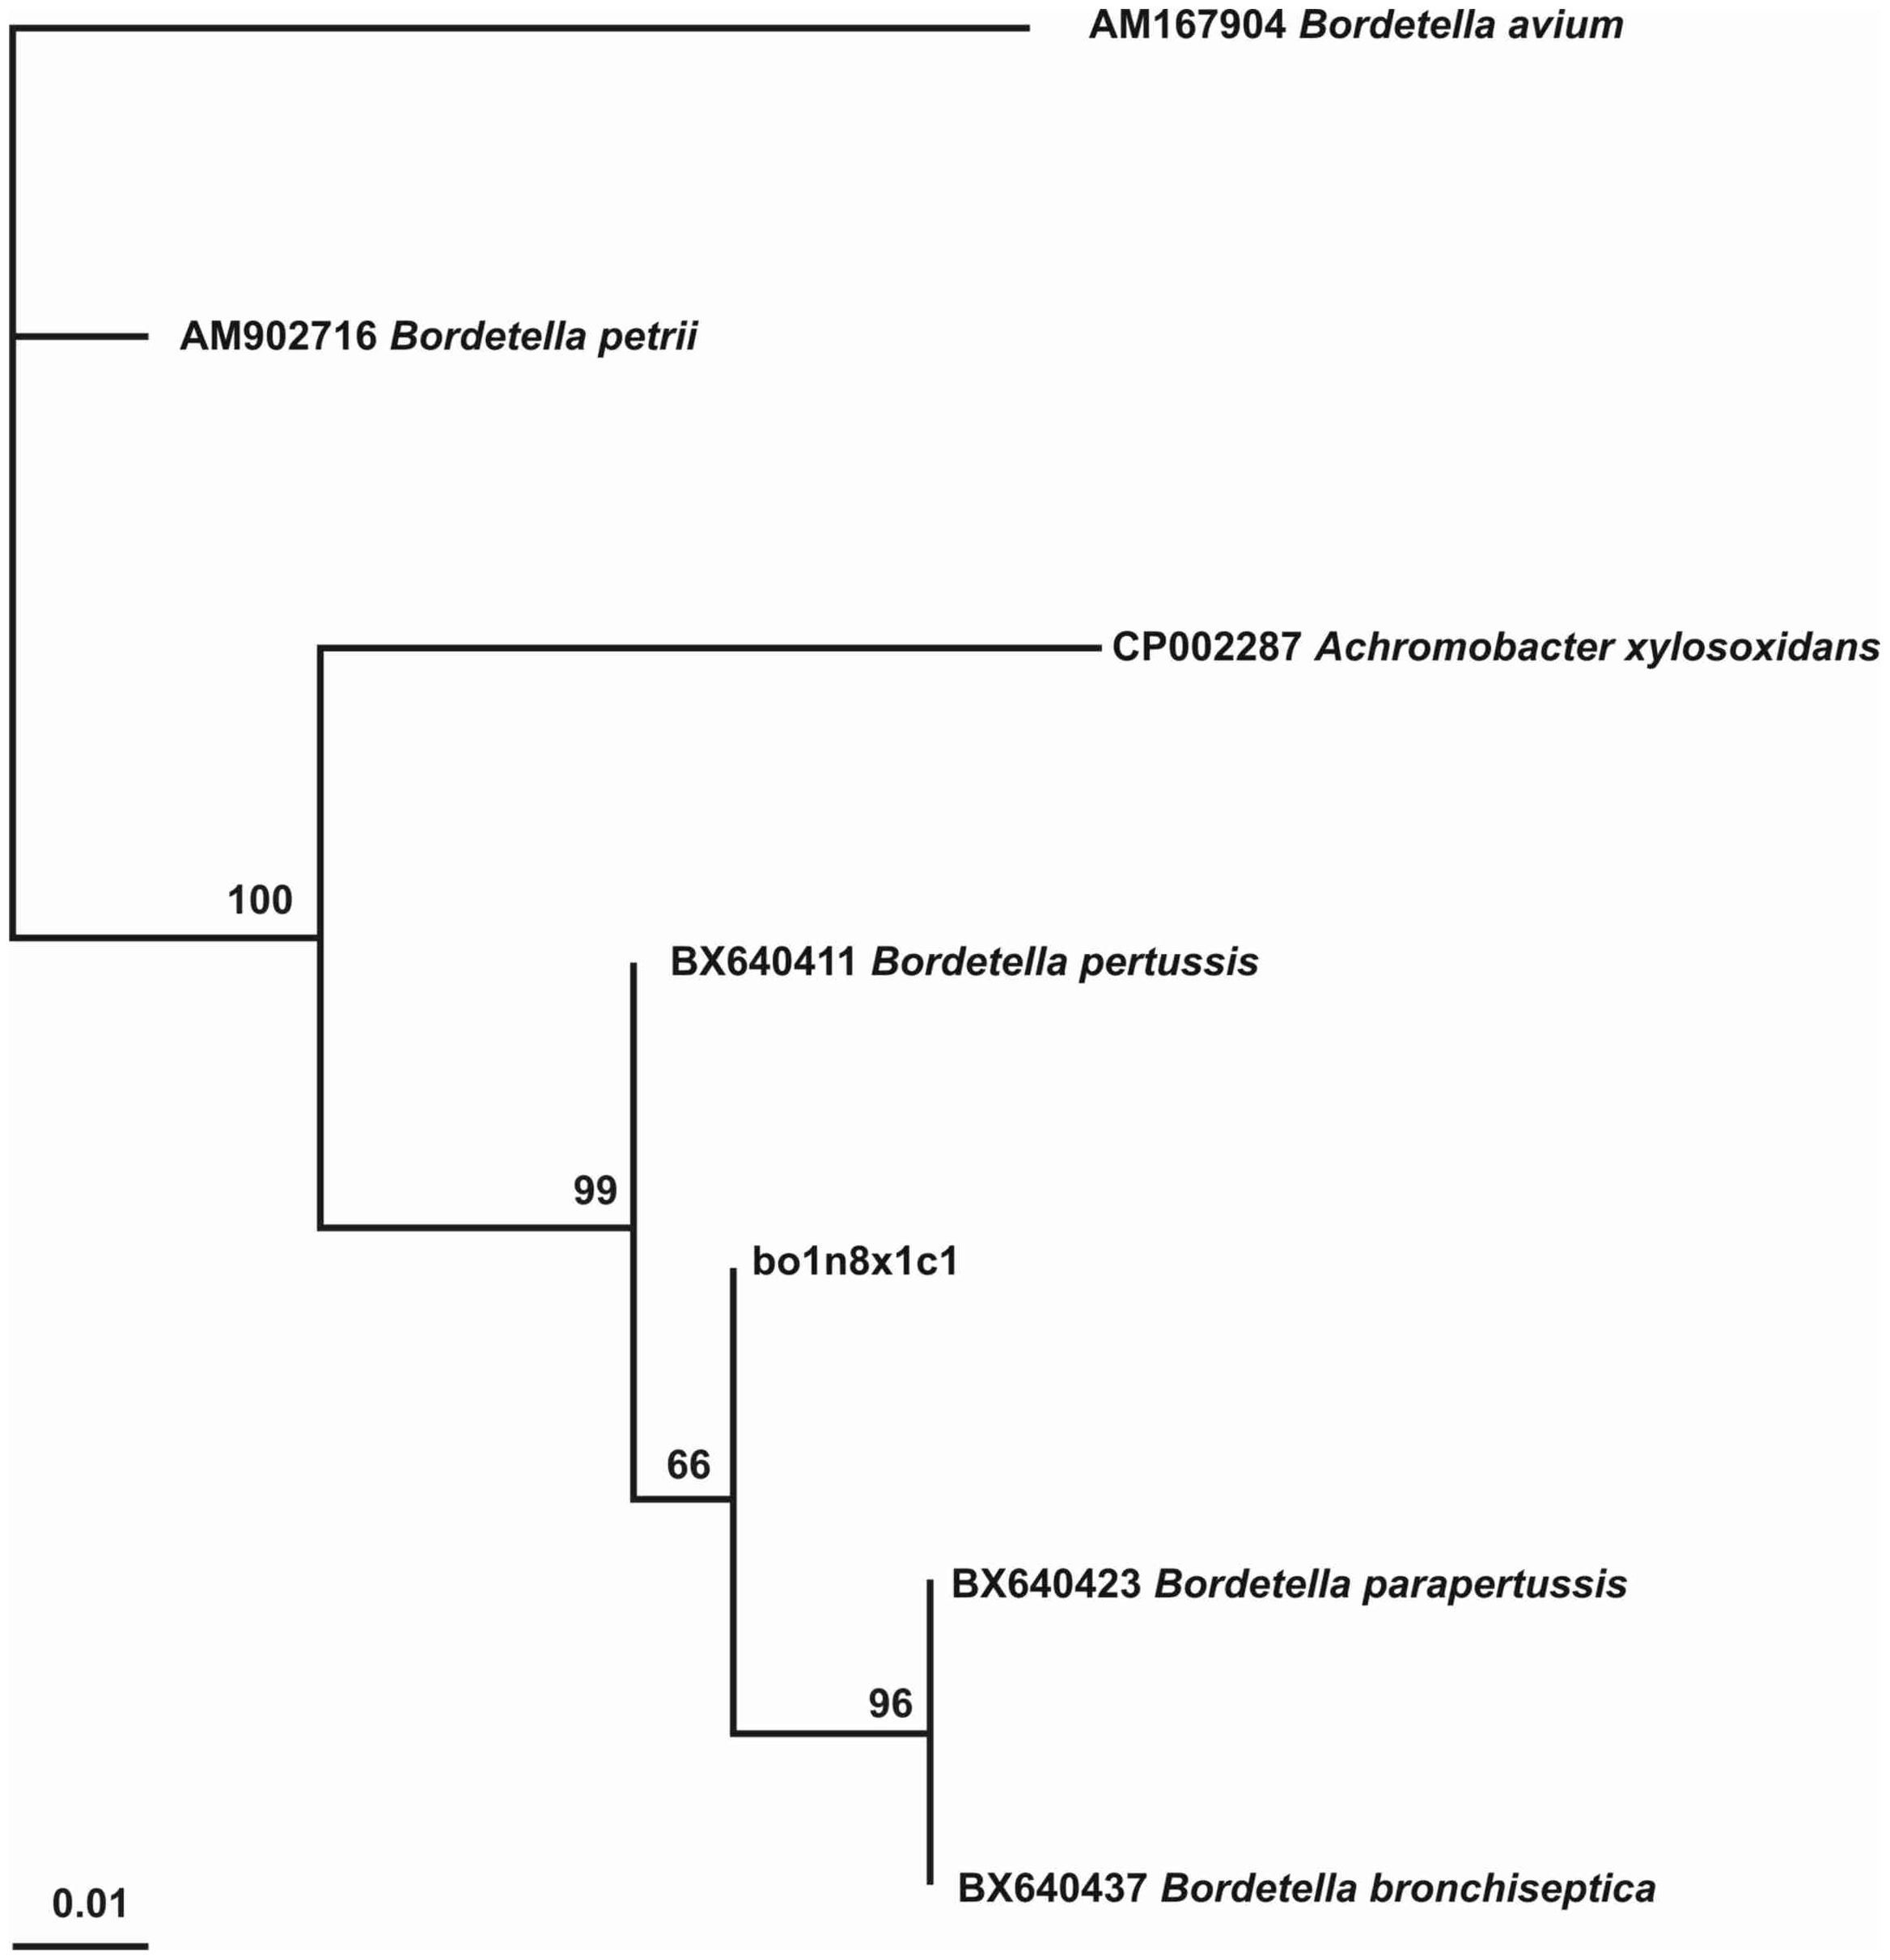 AM167904 Bordetella avium
AM902716 Bordetella petrii
CP002287 Achromobacter xylosoxidans
100
BX640411 Bordetella pertussis
99
bo1n8x1c1
66
BX640423 Bordetella parapertussis
96
BX640437 Bordetella bronchiseptica
0.01